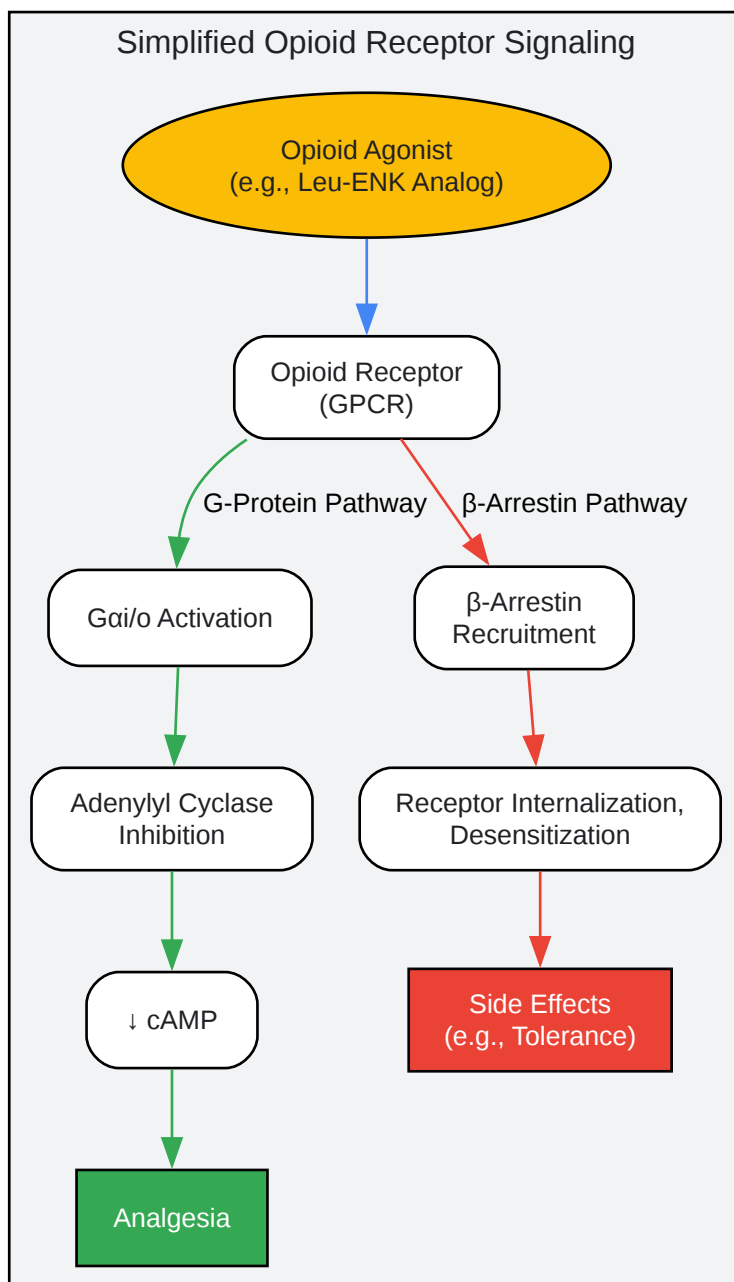 Simplified Opioid Receptor Signaling
Opioid Agonist
(e.g., Leu-ENK Analog)
Opioid Receptor
(GPCR)
G-Protein Pathway
β-Arrestin Pathway
Gαi/o Activation
β-Arrestin
Recruitment
Adenylyl Cyclase
Inhibition
Receptor Internalization,
Desensitization
↓ cAMP
Side Effects
(e.g., Tolerance)
Analgesia